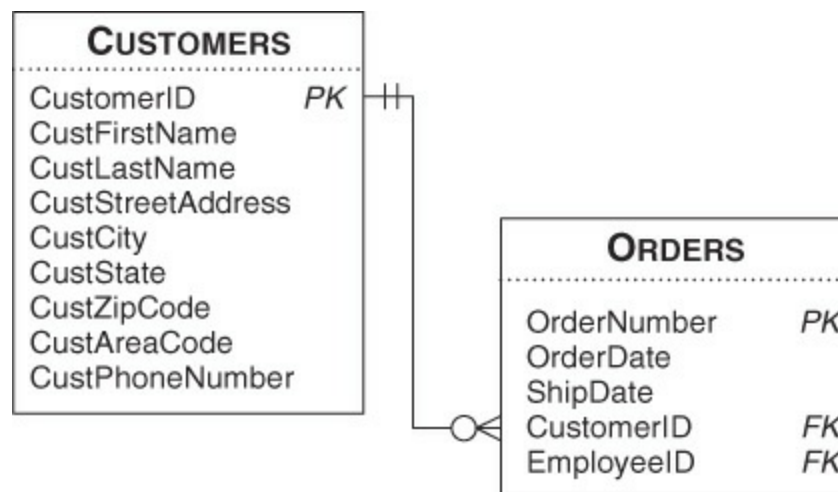 CUSTOMERS
CustomerID PK
CustFirstName
CustLastName
CustStreetAddress
CustCity
CustState
CustZipCode
CustAreaCode
CustPhoneNumber
ORDERS
OrderNumber PK
OrderDate
ShipDate
CustomerID FK
EmployeeID FK